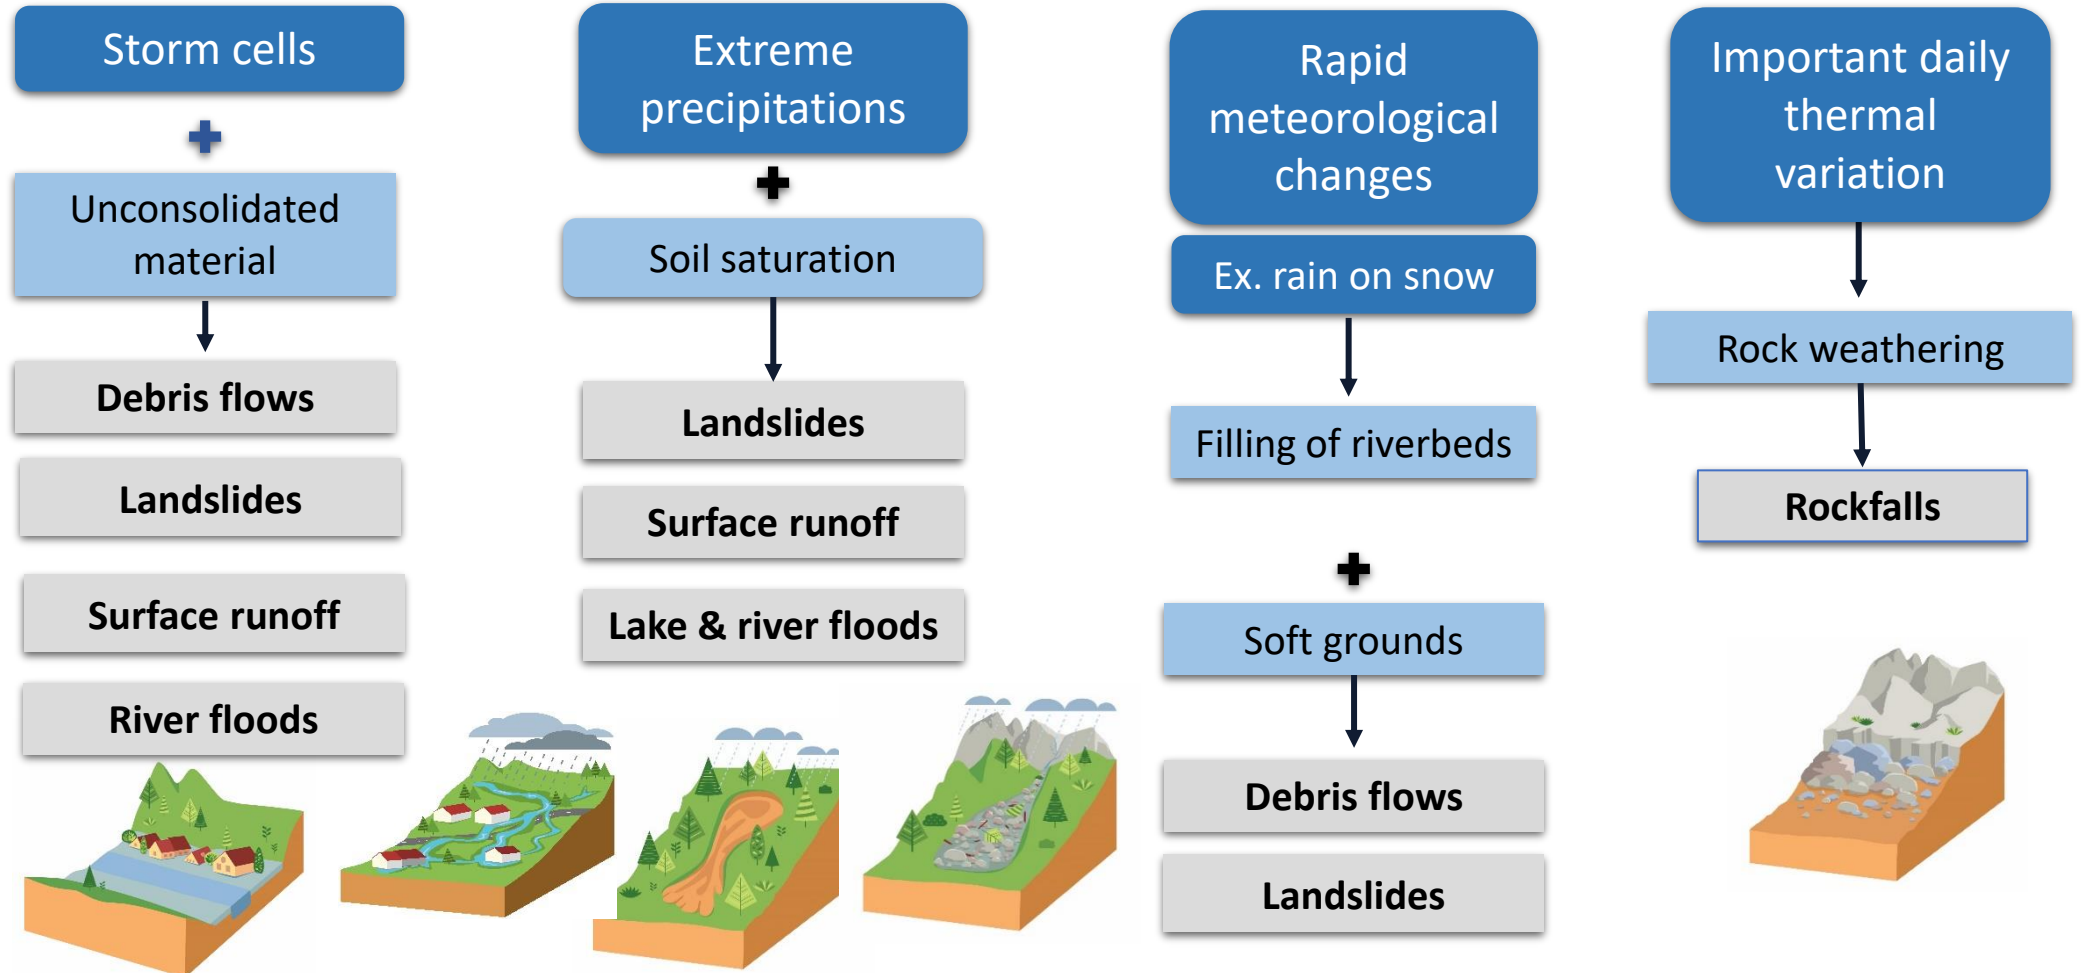 Storm cells
Unconsolidated
material
Debris flows
Landslides
Surface runoff
River floods
Extreme
precipitations
Soil saturation
Landslides
Surface runoff
Lake & river floods
Rapid
meteorological
changes
Ex. rain on snow
Filling of riverbeds
Soft grounds
Debris flows
Landslides
Important daily
thermal
variation
Rock weathering
Rockfalls